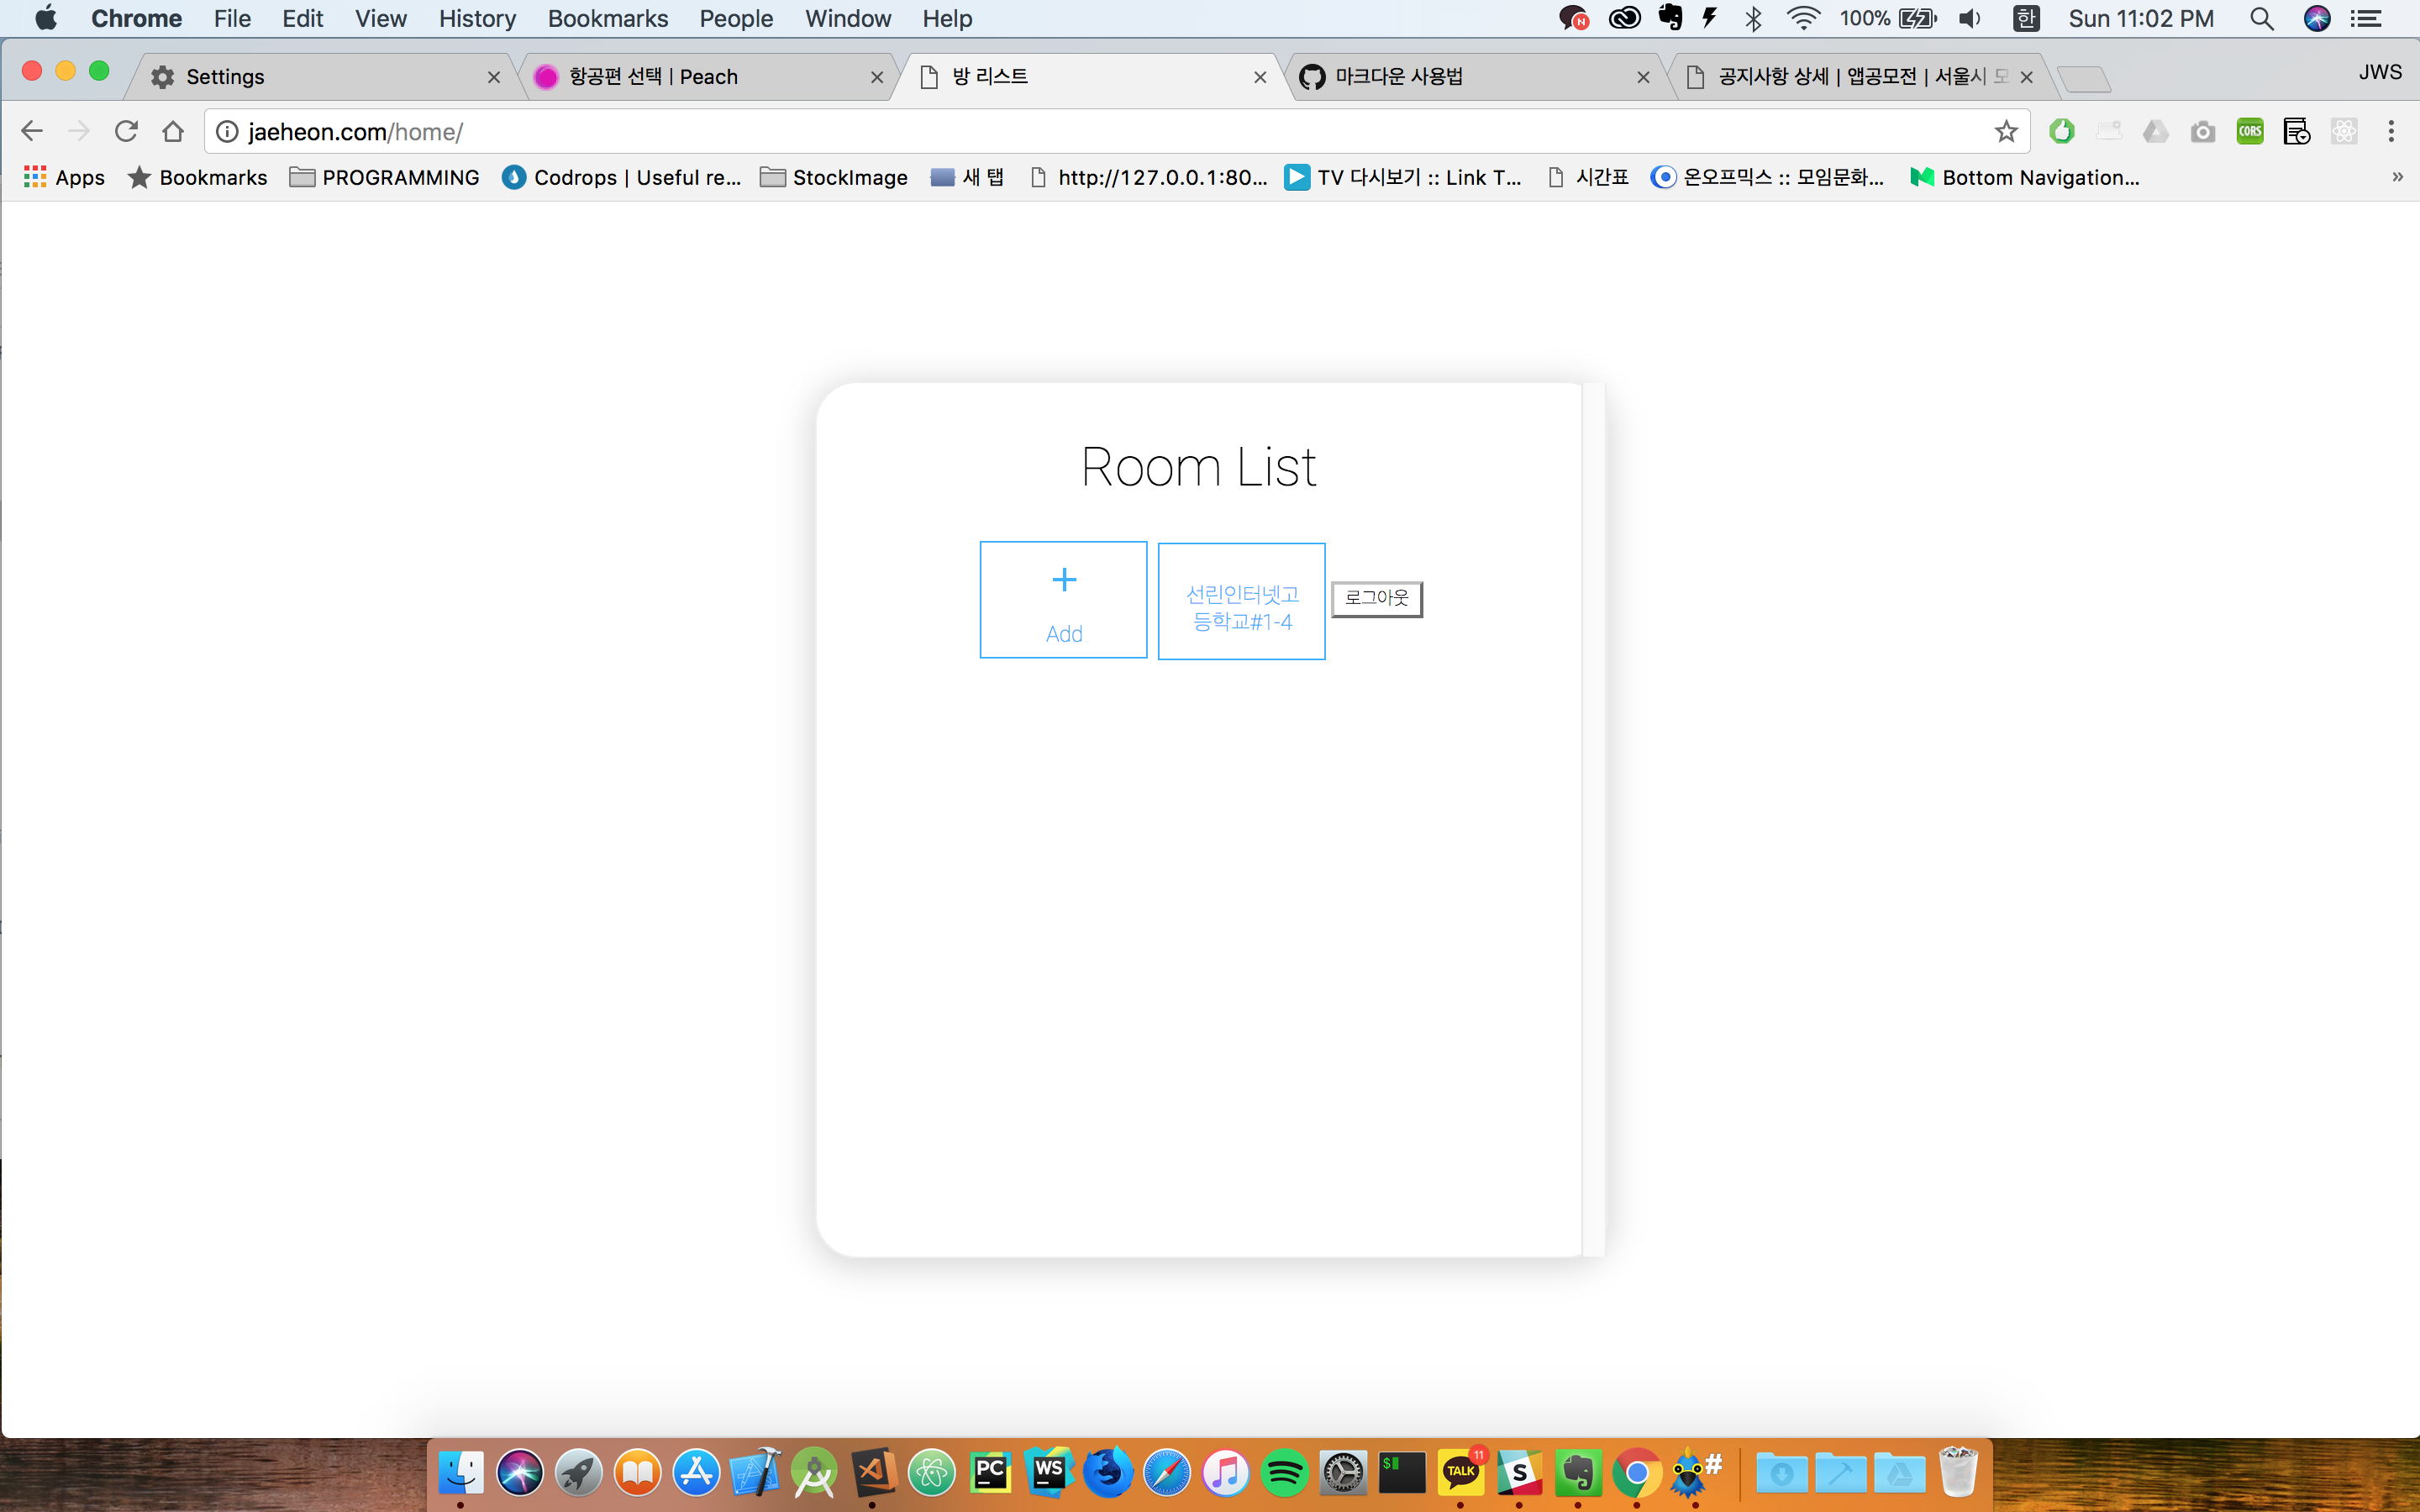 Chrome File Edit View History Bookmarks People Window Help 100% 한 Sun 11:02 PM
Settings 항공편 선택 | Peach 방 리스트 마크다운 사용법 공지사항 상세 | 앱공모전 | 서울시 모 JWS
jaeheon.com/home/ CORS
Apps Bookmarks PROGRAMMING Codrops | Useful re... StockImage 새 탭 http://127.0.0.1:80... TV 다시보기 :: Link T... 시간표 온오프믹스 :: 모임문화... Bottom Navigation... »
Room List
+
Add
선린인터넷고
등학교#1-4
로그아웃
PC WS $ TALK 11 S #